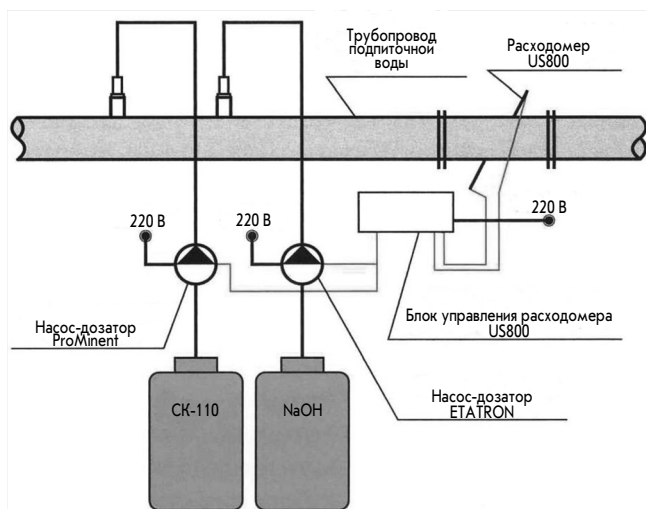 Трубопровод
подпиточной
воды
Расходомер
US800
220 В
220 В
220 В
Насос-дозатор
ProMinent
Блок управления расходомера
US800
СК-110
NaOH
Насос-дозатор
ETATRON